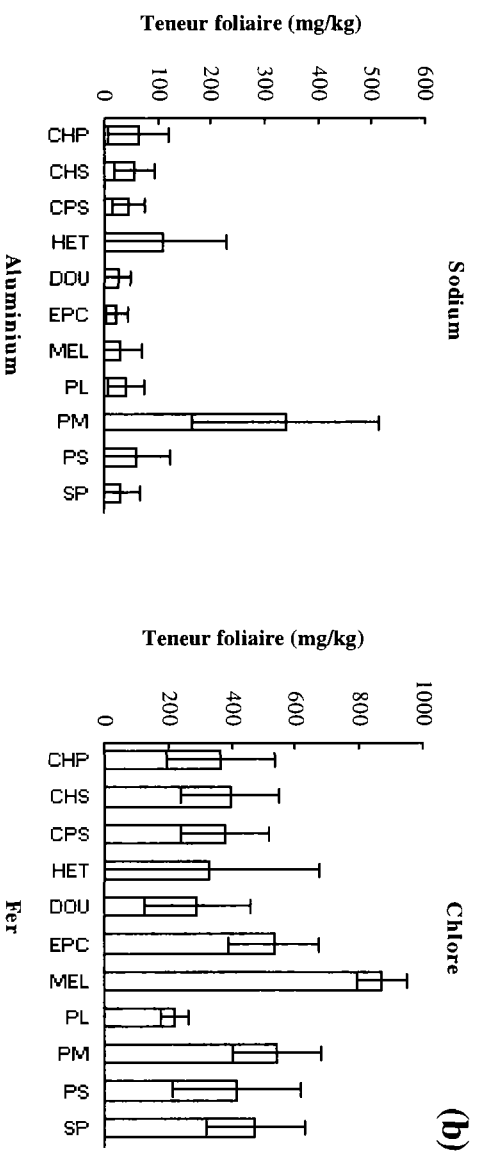 (b)
Sodium
Teneur foliaire (mg/kg)
600
500
400
300
200
100
0
CHP
CHS
CPS
HET
DOU
EPC
MEL
PL
PM
PS
SP
Aluminium
Chlore
Teneur foliaire (mg/kg)
1000
800
600
400
200
0
CHP
CHS
CPS
HET
DOU
EPC
MEL
PL
PM
PS
SP
Fer